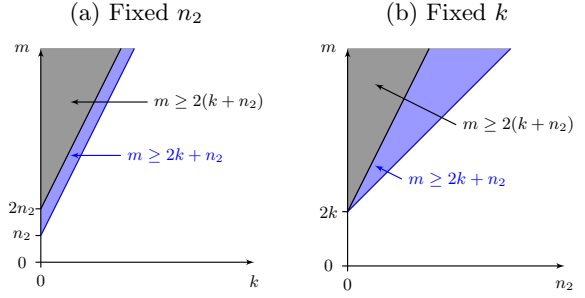 (a) Fixed n₂
m
m ≥ 2(k + n₂)
m ≥ 2k + n₂
2n₂
n₂
0
0
k
(b) Fixed k
m
m ≥ 2(k + n₂)
m ≥ 2k + n₂
2k
0
0
n₂